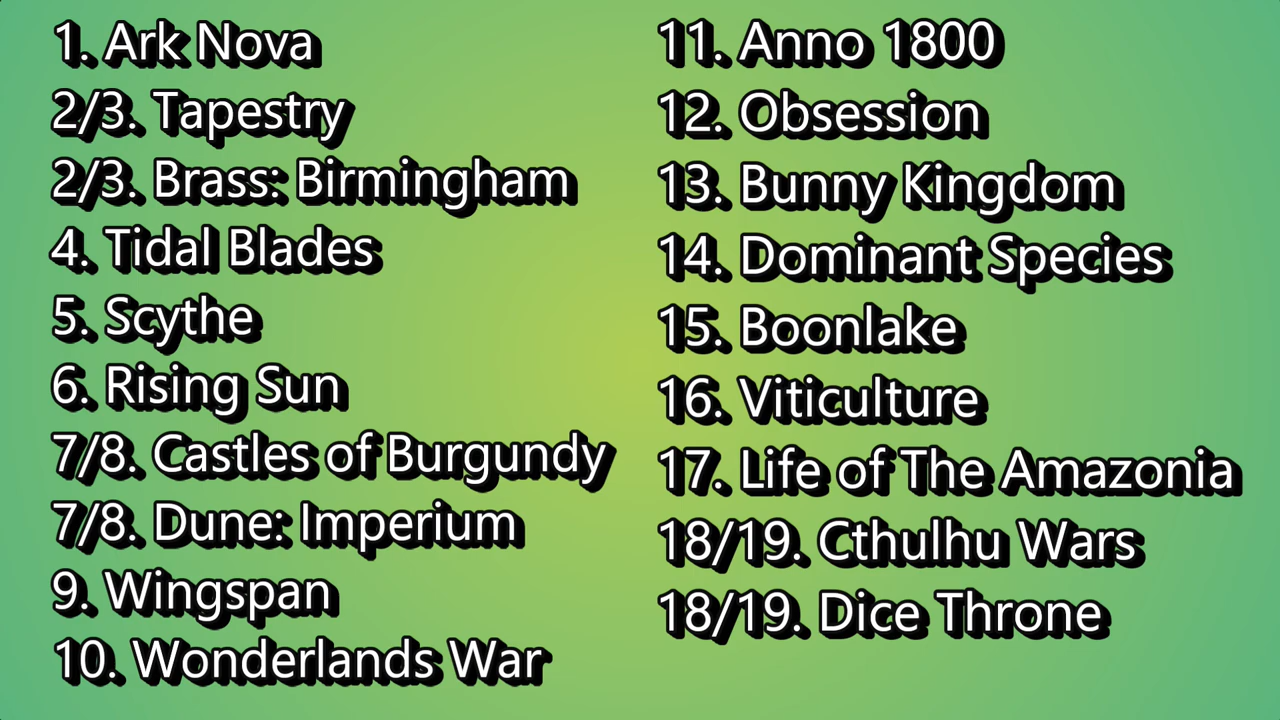 1. Ark Nova
2/3. Tapestry
2/3. Brass: Birmingham
4. Tidal Blades
5. Scythe
6. Rising Sun
7/8. Castles of Burgundy
7/8. Dune: Imperium
9. Wingspan
10. Wonderlands War
11. Anno 1800
12. Obsession
13. Bunny Kingdom
14. Dominant Species
15. Boonlake
16. Viticulture
17. Life of The Amazonia
18/19. Cthulhu Wars
18/19. Dice Throne